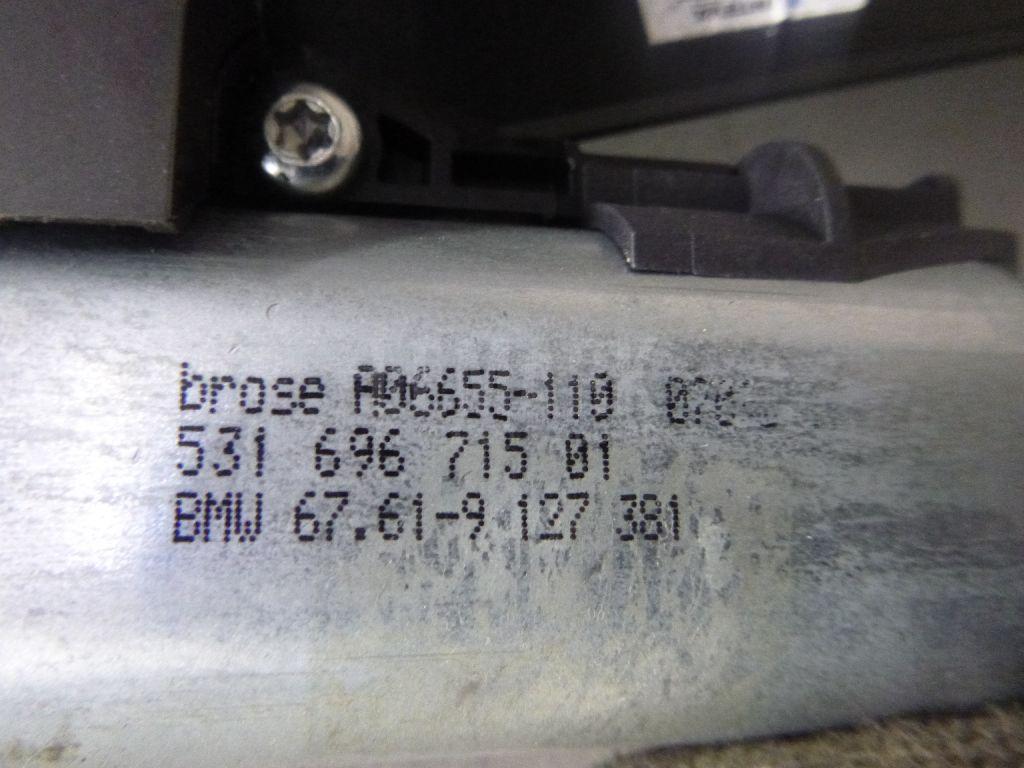 brose A06655-110
531 696 715 01
BMW 67.61-9 127 381